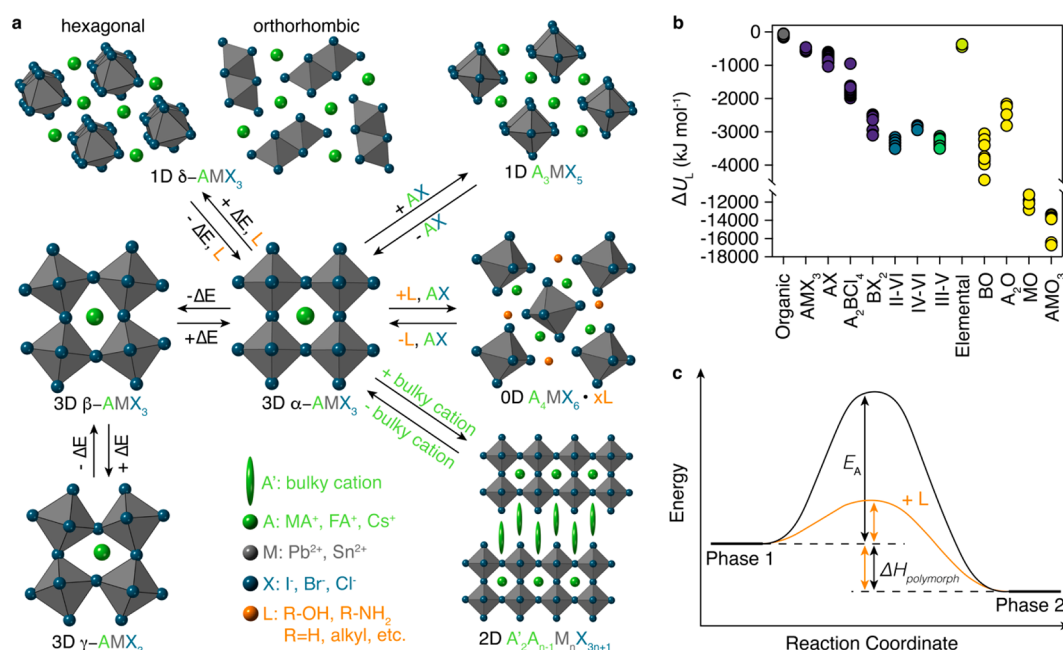 a
hexagonal
orthorhombic
1D δ–AMX₃
1D A₃MX₅
+ ΔE, L
- ΔE, L
+ AX
- AX
-ΔE
+ΔE
+L, AX
-L, AX
3D β–AMX₃
3D α–AMX₃
0D A₄MX₆ • xL
- ΔE
+ ΔE
+ bulky cation
- bulky cation
A': bulky cation
A: MA⁺, FA⁺, Cs⁺
M: Pb²⁺, Sn²⁺
X: I⁻, Br⁻, Cl⁻
L: R-OH, R-NH₂
R=H, alkyl, etc.
3D γ–AMX₃
2D A'₂Aₙ₋₁MₙX₃ₙ₊₁
b
ΔU_L (kJ mol⁻¹)
0
-1000
-2000
-3000
-4000
-12000
-14000
-16000
-18000
Organic
AMX₃
AX
A₂BCl₄
BX₂
II-VI
IV-VI
III-V
Elemental
BO
A₂O
MO
AMO₃
c
Energy
E_A
+ L
Phase 1
ΔH_polymorph
Phase 2
Reaction Coordinate